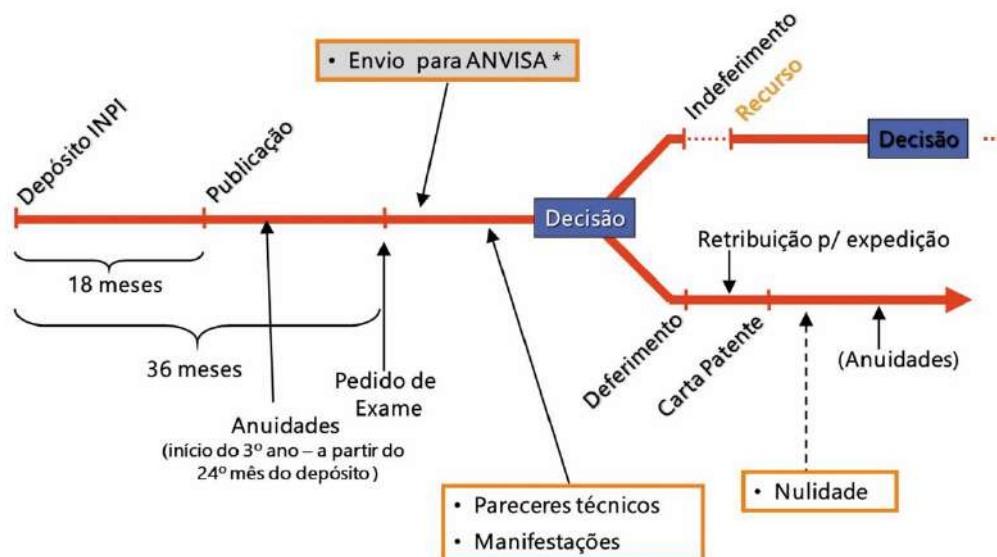 • Envio para ANVISA *
Depósito INPI
Publicação
Indeferimento
Recurso
Decisão
Decisão
18 meses
36 meses
Anuidades
(início do 3º ano – a partir do
24º mês do depósito)
Pedido de
Exame
Retribuição p/ expedição
Deferimento
Carta Patente
(Anuidades)
• Pareceres técnicos
• Manifestações
• Nulidade